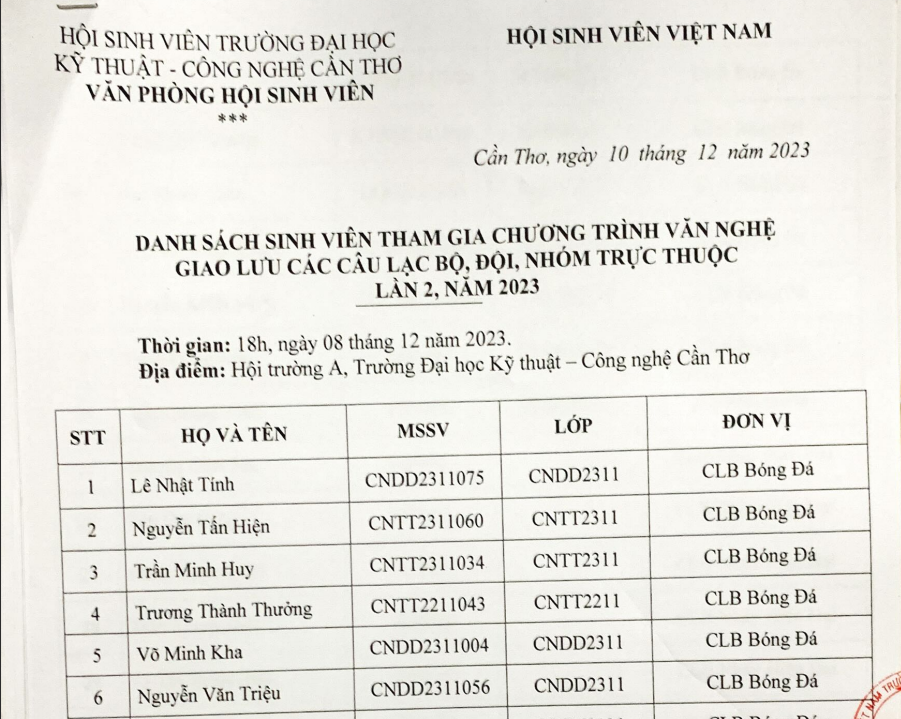 HỘI SINH VIÊN TRƯỜNG ĐẠI HỌC
KỸ THUẬT - CÔNG NGHỆ CẦN THƠ
VĂN PHÒNG HỘI SINH VIÊN
***
HỘI SINH VIÊN VIỆT NAM
Cần Thơ, ngày 10 tháng 12 năm 2023
DANH SÁCH SINH VIÊN THAM GIA CHƯƠNG TRÌNH VĂN NGHỆ
GIAO LƯU CÁC CÂU LẠC BỘ, ĐỘI, NHÓM TRỰC THUỘC
LẦN 2, NĂM 2023
Thời gian: 18h, ngày 08 tháng 12 năm 2023.
Địa điểm: Hội trường A, Trường Đại học Kỹ thuật – Công nghệ Cần Thơ
STT HỌ VÀ TÊN MSSV LỚP ĐƠN VỊ
1 Lê Nhật Tính CNDD2311075 CNDD2311 CLB Bóng Đá
2 Nguyễn Tấn Hiện CNTT2311060 CNTT2311 CLB Bóng Đá
3 Trần Minh Huy CNTT2311034 CNTT2311 CLB Bóng Đá
4 Trương Thành Thưởng CNTT2211043 CNTT2211 CLB Bóng Đá
5 Võ Minh Kha CNDD2311004 CNDD2311 CLB Bóng Đá
6 Nguyễn Văn Triệu CNDD2311056 CNDD2311 CLB Bóng Đá